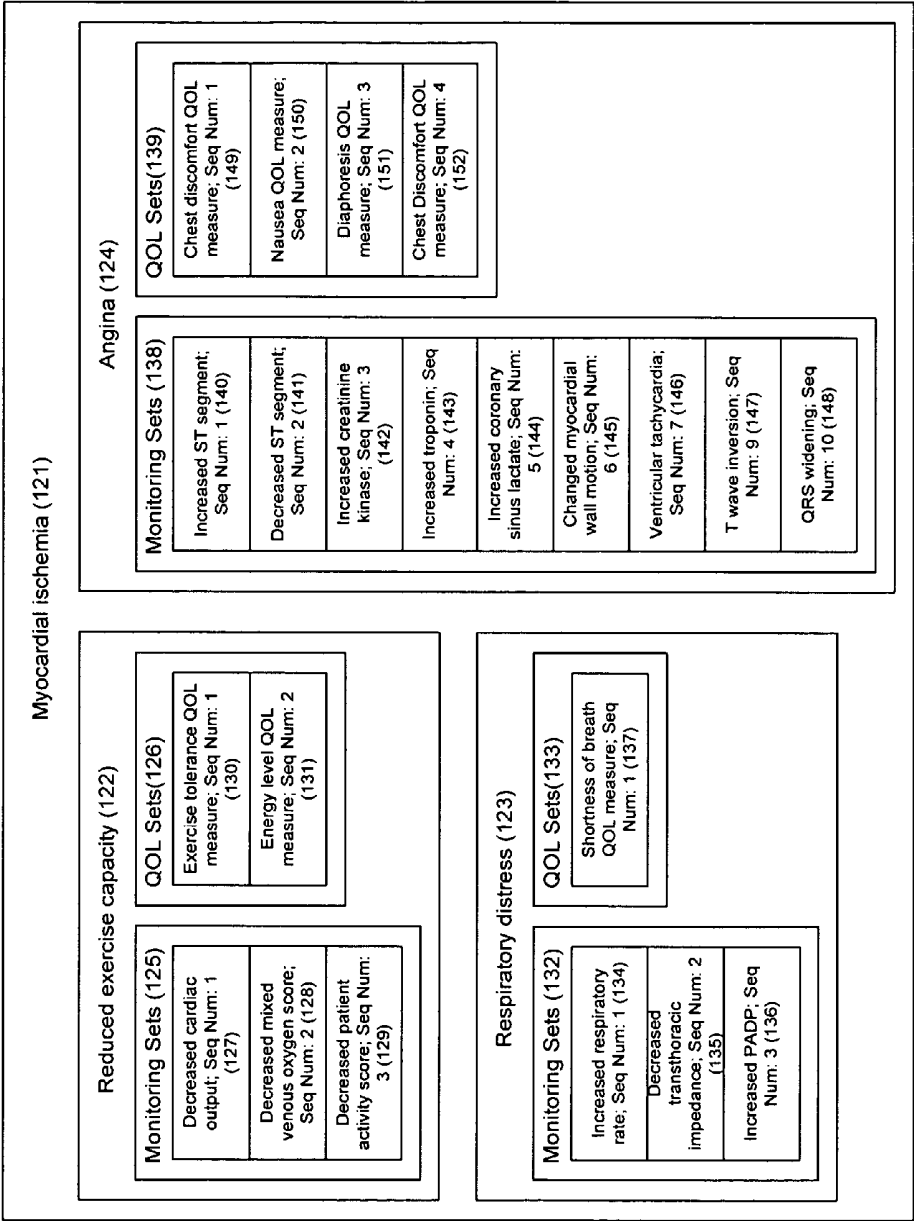 Myocardial ischemia (121)
Reduced exercise capacity (122)
Monitoring Sets (125)
Decreased cardiac
output; Seq Num: 1
(127)
Decreased mixed
venous oxygen score;
Seq Num: 2 (128)
Decreased patient
activity score; Seq Num:
3 (129)
QOL Sets(126)
Exercise tolerance QOL
measure; Seq Num: 1
(130)
Energy level QOL
measure; Seq Num: 2
(131)
Respiratory distress (123)
Monitoring Sets (132)
Increased respiratory
rate; Seq Num: 1 (134)
Decreased
transthoracic
impedance; Seq Num: 2
(135)
Increased PADP; Seq
Num: 3 (136)
QOL Sets(133)
Shortness of breath
QOL measure; Seq
Num: 1 (137)
Angina (124)
Monitoring Sets (138)
Increased ST segment;
Seq Num: 1 (140)
Decreased ST segment;
Seq Num: 2 (141)
Increased creatinine
kinase; Seq Num: 3
(142)
Increased troponin; Seq
Num: 4 (143)
Increased coronary
sinus lactate; Seq Num:
5 (144)
Changed myocardial
wall motion; Seq Num:
6 (145)
Ventricular tachycardia;
Seq Num: 7 (146)
T wave inversion; Seq
Num: 9 (147)
QRS widening; Seq
Num: 10 (148)
QOL Sets(139)
Chest discomfort QOL
measure; Seq Num: 1
(149)
Nausea QOL measure;
Seq Num: 2 (150)
Diaphoresis QOL
measure; Seq Num: 3
(151)
Chest Discomfort QOL
measure; Seq Num: 4
(152)